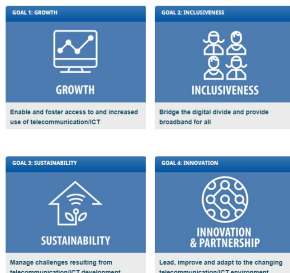 GOAL 1: GROWTH
GROWTH
Enable and foster access to and increased
use of telecommunication/ICT
GOAL 2: INCLUSIVENESS
INCLUSIVENESS
Bridge the digital divide and provide
broadband for all
GOAL 3: SUSTAINABILITY
SUSTAINABILITY
Manage challenges resulting from
telecommunication/ICT development
GOAL 4: INNOVATION
INNOVATION
& PARTNERSHIP
Lead, improve and adapt to the changing
telecommunication/ICT environment